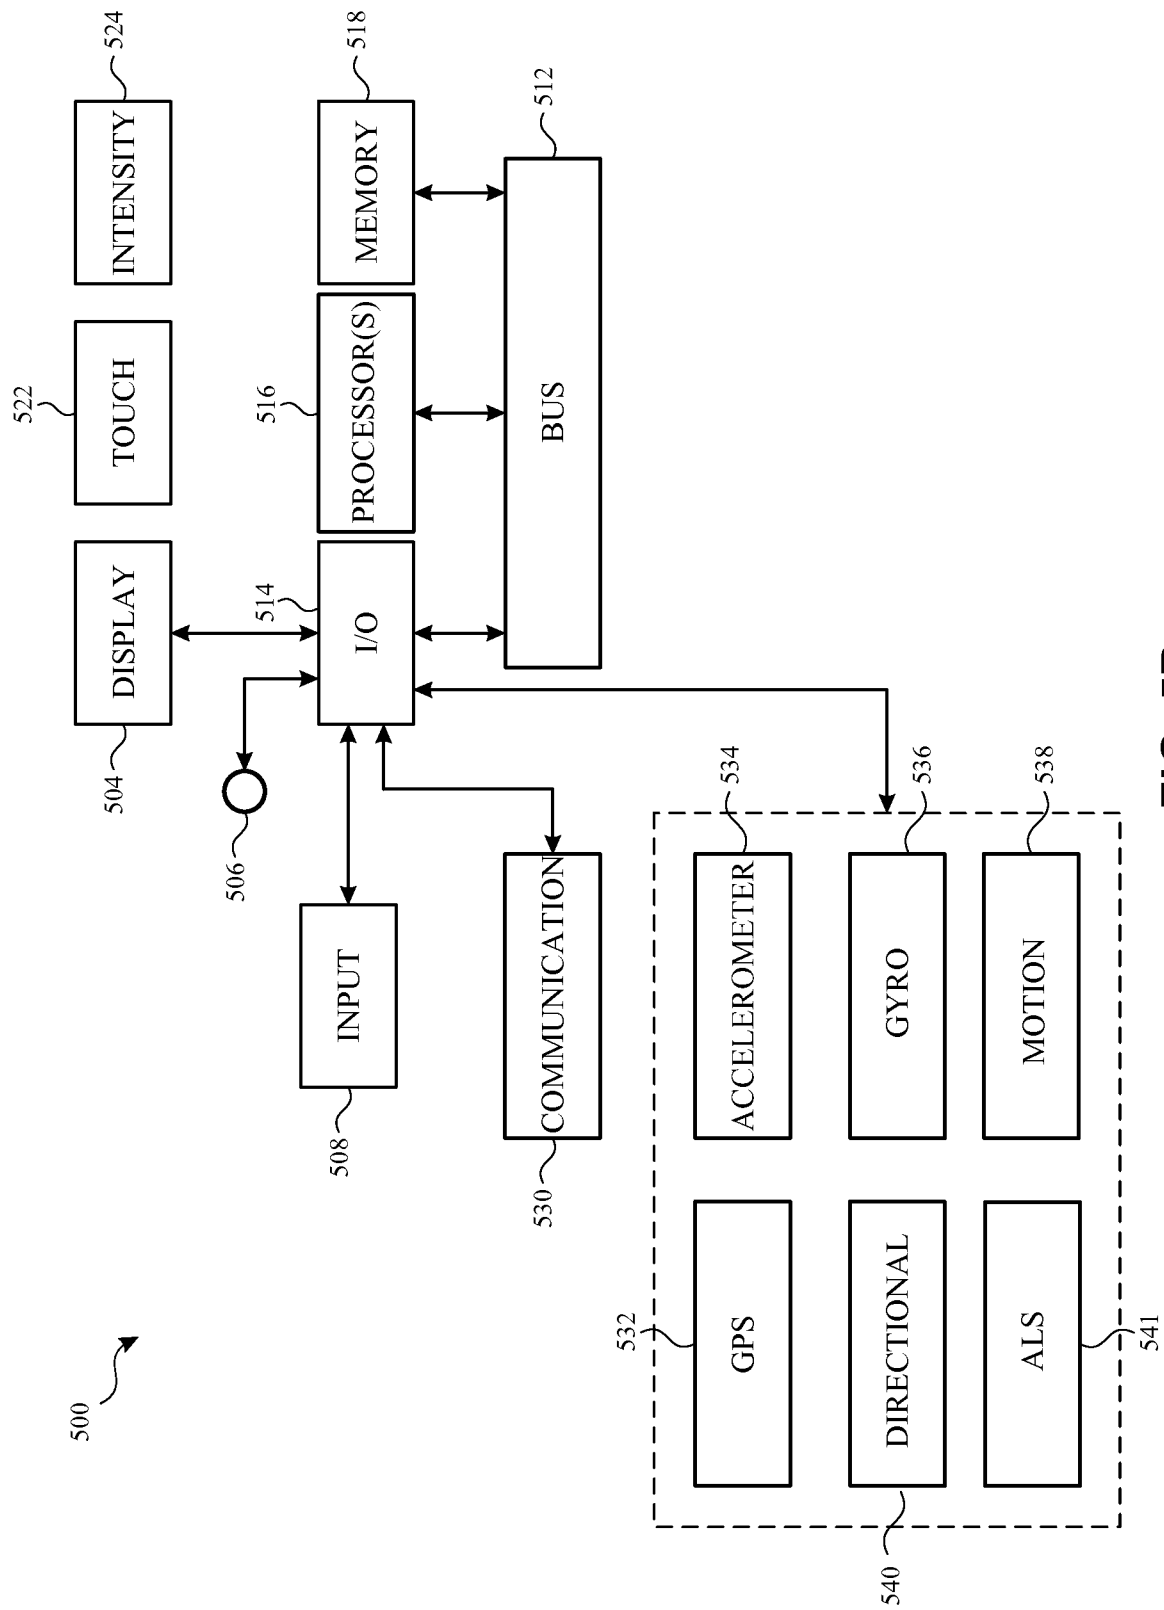 500
522
504
DISPLAY
TOUCH
INTENSITY
524
506
514
516
508
INPUT
I/O
PROCESSOR(S)
MEMORY
518
530
COMMUNICATION
BUS
512
532
GPS
ACCELEROMETER
534
540
DIRECTIONAL
GYRO
536
ALS
MOTION
538
541